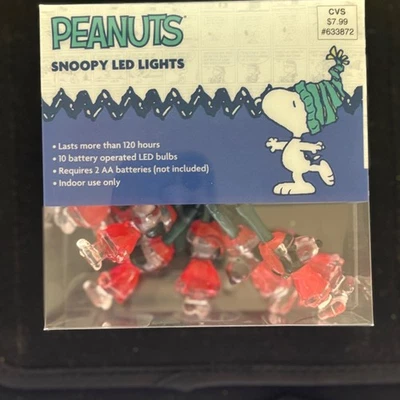 PEANUTS
SNOOPY LED LIGHTS
CVS
$7.99
#633872
• Lasts more than 120 hours
• 10 battery operated LED bulbs
• Requires 2 AA batteries (not included)
• Indoor use only